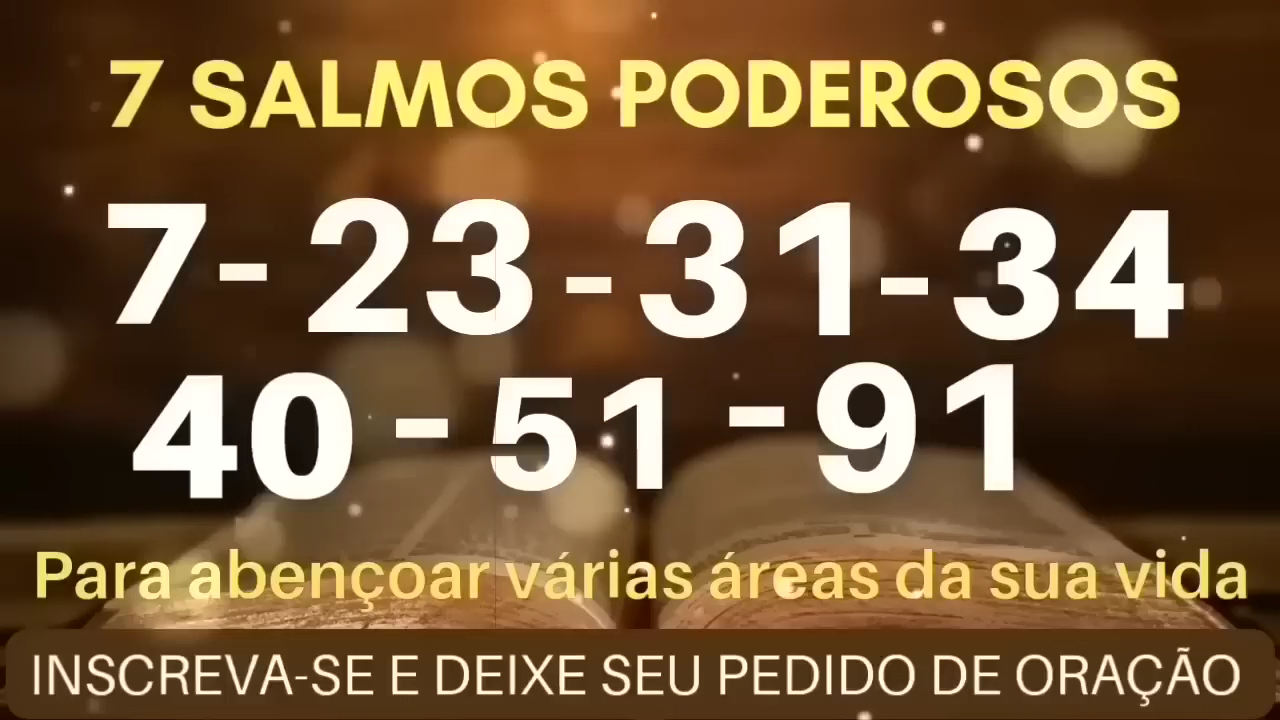 7 SALMOS PODEROSOS
7- 23 - 31 - 34
40 - 51 - 91
Para abençoar várias áreas da sua vida
INSCREVA-SE E DEIXE SEU PEDIDO DE ORAÇÃO